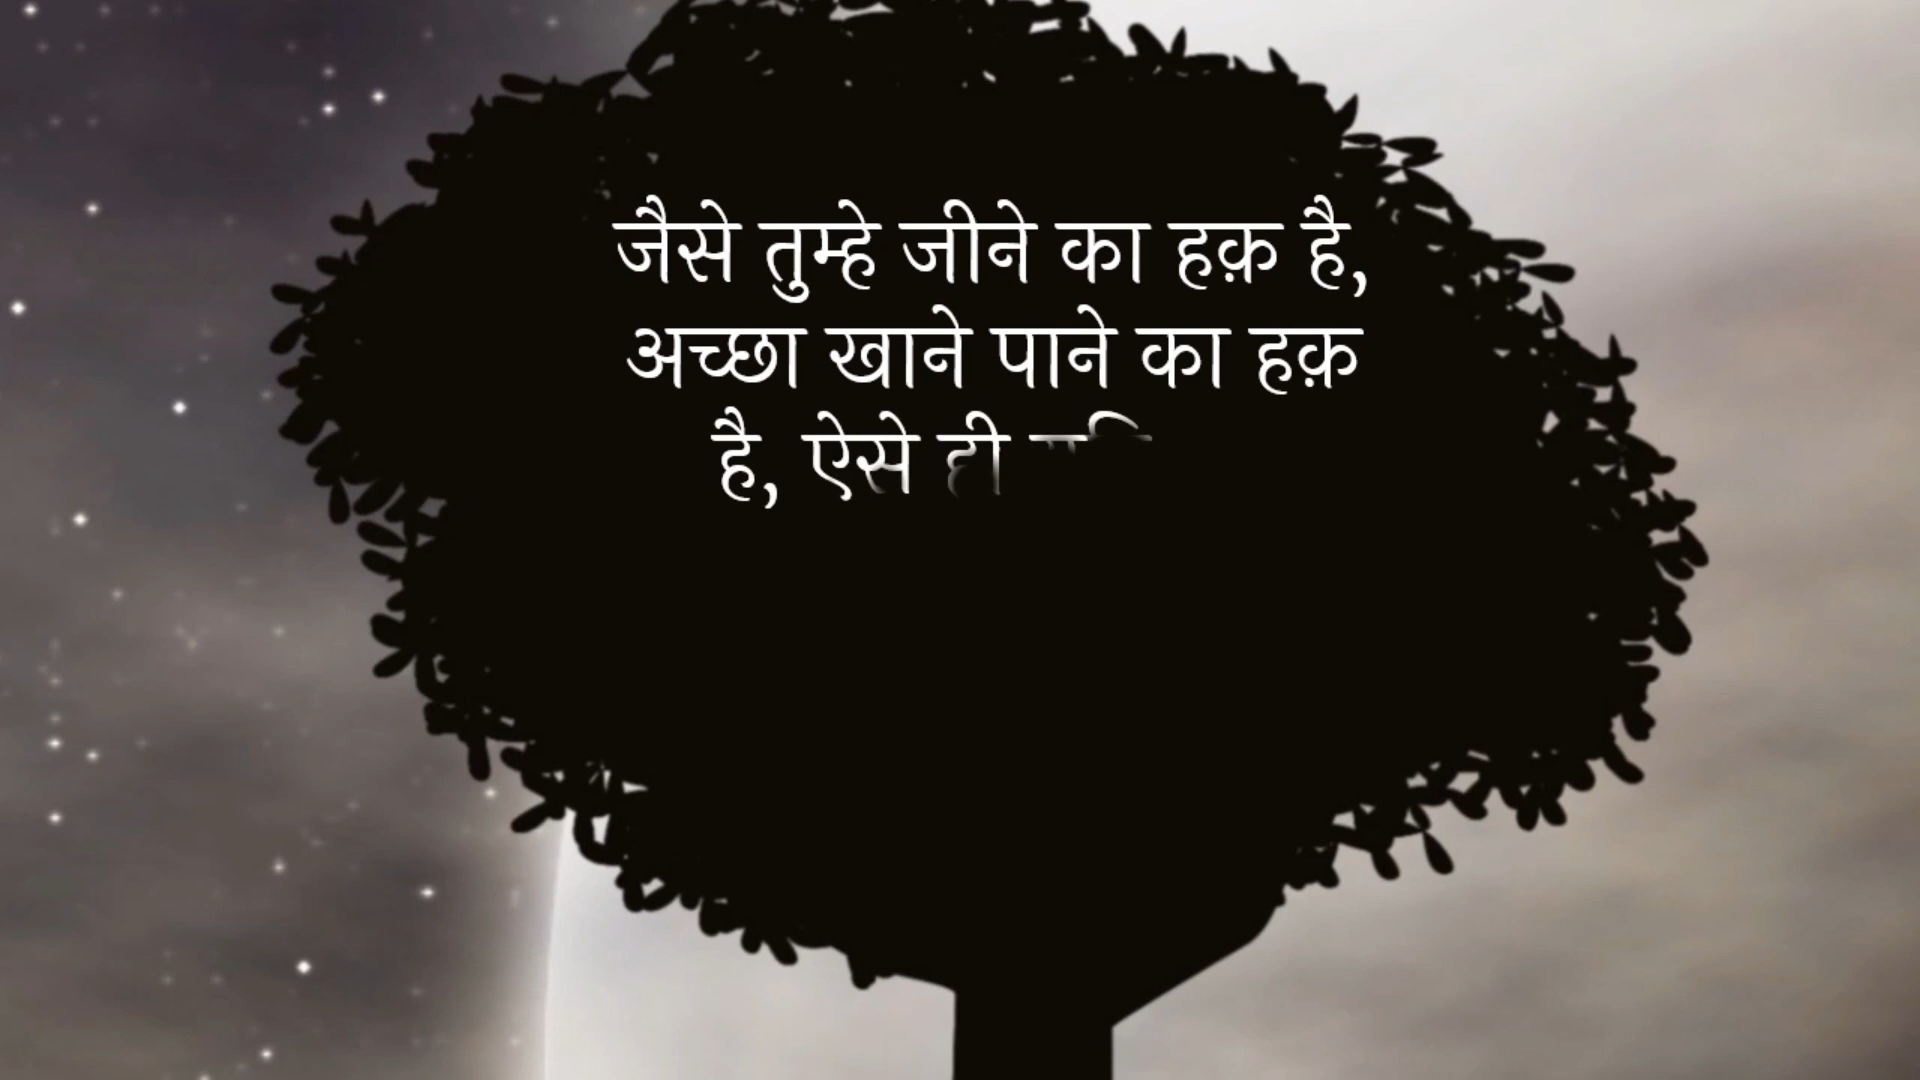 जैसे तुम्हे जीने का हक़ है,
अच्छा खाने पाने का हक़
है, ऐसे ही